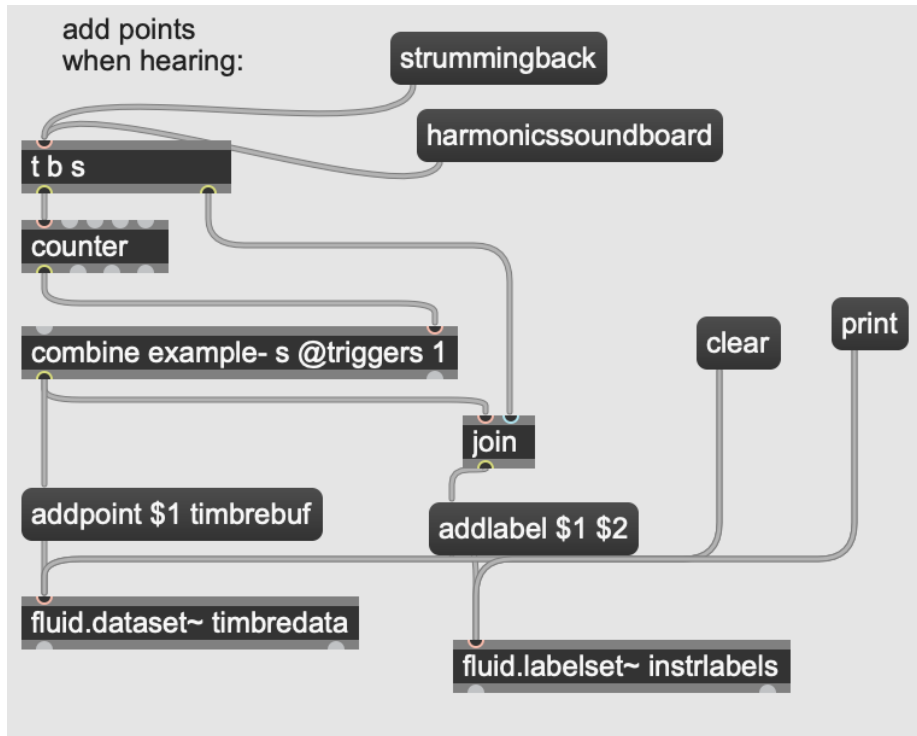 add points
when hearing:
strummingback
harmonicssoundboard
t b s
counter
combine example- s @triggers 1
clear
print
join
addpoint $1 timbrebuf
addlabel $1 $2
fluid.dataset~ timbredata
fluid.labelset~ instrlabels